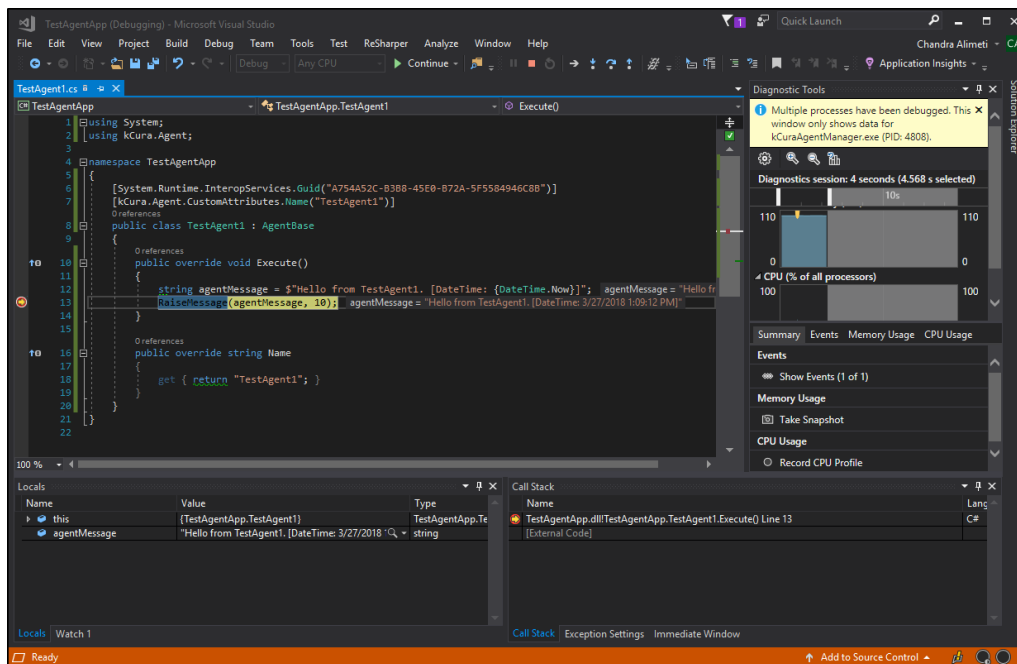 TestAgentApp (Debugging) - Microsoft Visual Studio
1
Quick Launch
File Edit View Project Build Debug Team Tools Test ReSharper Analyze Window Help
Chandra Alimeti
CA
Debug Any CPU Continue Application Insights
TestAgent1.cs
TestAgentApp
TestAgentApp.TestAgent1
Execute()
1 using System;
2 using kCura.Agent;
3
4 namespace TestAgentApp
5 {
6 [System.Runtime.InteropServices.Guid("A754A52C-B3B8-45E0-B72A-5F5584946C8B")]
7 [kCura.Agent.CustomAttributes.Name("TestAgent1")]
0 references
8 public class TestAgent1 : AgentBase
9 {
0 references
10 public override void Execute()
11 {
12 string agentMessage = $"Hello from TestAgent1. [DateTime: {DateTime.Now}]"; agentMessage = "Hello fr
13 RaiseMessage(agentMessage, 10); agentMessage = "Hello from TestAgent1. [DateTime: 3/27/2018 1:09:12 PM]"
14 }
15
0 references
16 public override string Name
17 {
18 get { return "TestAgent1"; }
19 }
20 }
21 }
22
100 %
Diagnostic Tools
Multiple processes have been debugged. This
window only shows data for
kCuraAgentManager.exe (PID: 4808).
Diagnostics session: 4 seconds (4.568 s selected)
10s
110 110
0 0
CPU (% of all processors)
100 100
Summary Events Memory Usage CPU Usage
Events
Show Events (1 of 1)
Memory Usage
Take Snapshot
CPU Usage
Record CPU Profile
Solution Explorer
Locals
Name Value Type
this {TestAgentApp.TestAgent1} TestAgentApp.Te
agentMessage "Hello from TestAgent1. [DateTime: 3/27/2018 string
Locals Watch 1
Call Stack
Name Lang
TestAgentApp.dll!TestAgentApp.TestAgent1.Execute() Line 13 C#
[External Code]
Call Stack Exception Settings Immediate Window
Ready
Add to Source Control